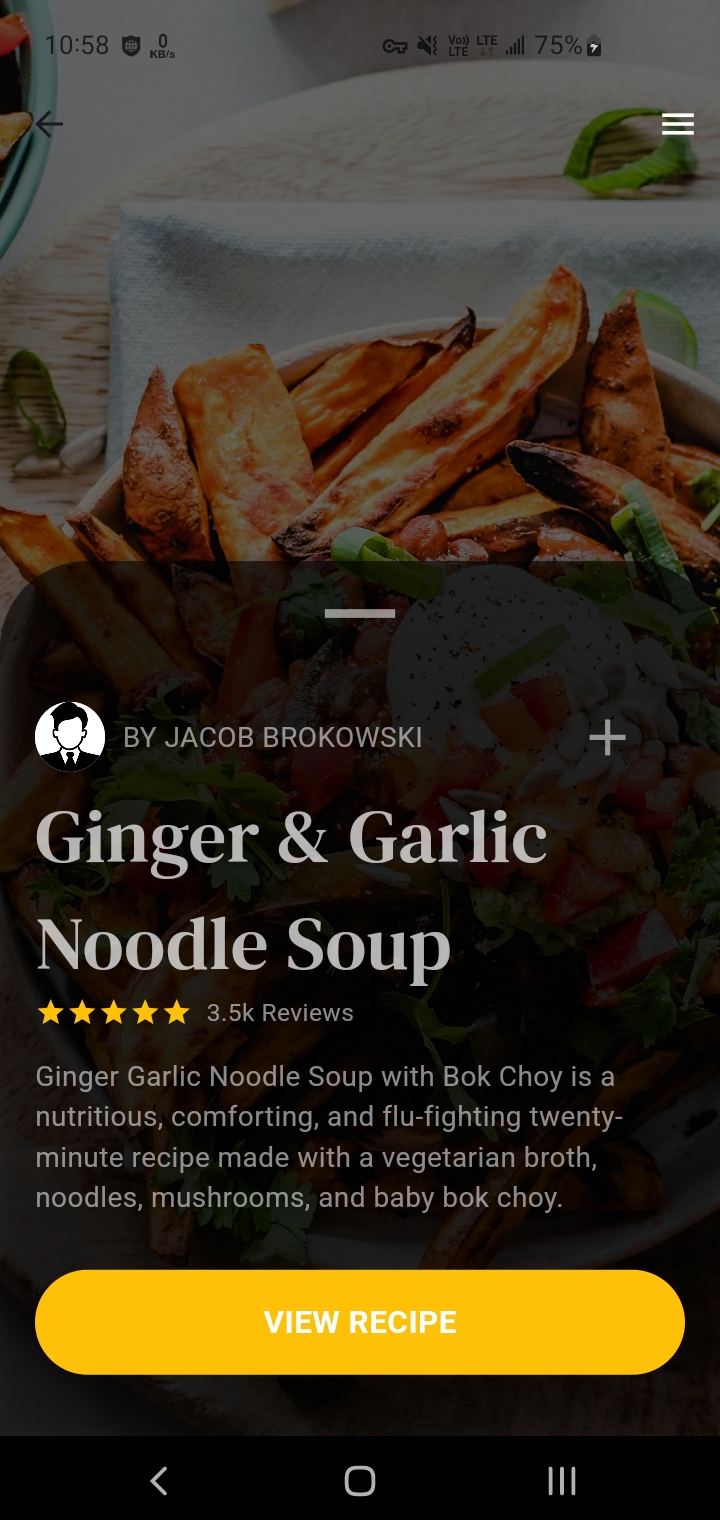 10:58 0 KB/s Vo)) LTE LTE 75%
BY JACOB BROKOWSKI
Ginger & Garlic
Noodle Soup
3.5k Reviews
Ginger Garlic Noodle Soup with Bok Choy is a
nutritious, comforting, and flu-fighting twenty-
minute recipe made with a vegetarian broth,
noodles, mushrooms, and baby bok choy.
VIEW RECIPE